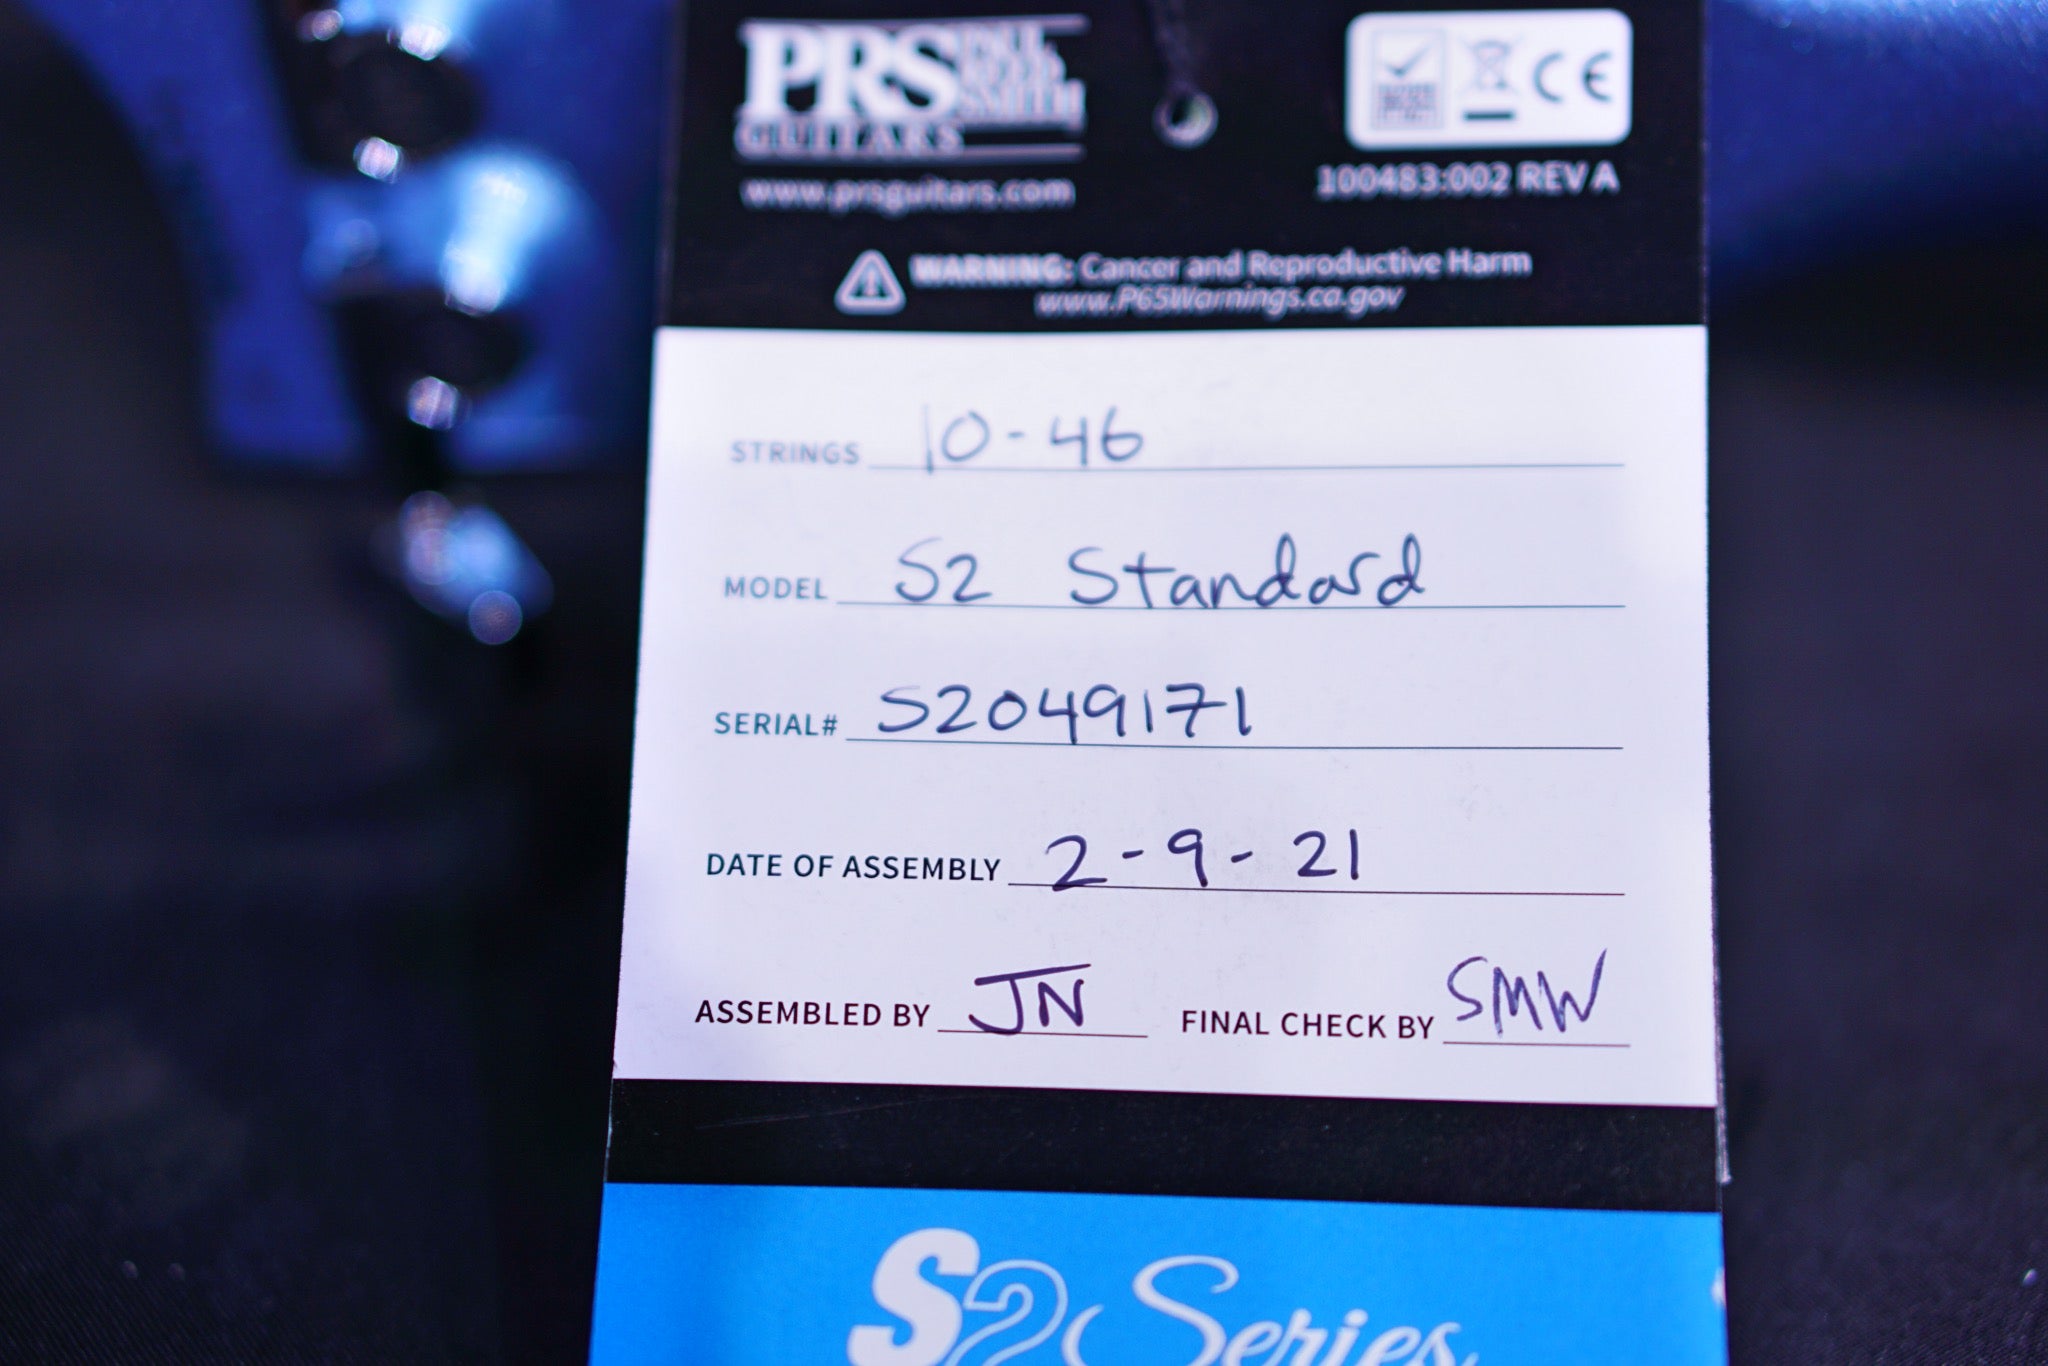 PRS PAUL REED SMITH
GUITARS
www.prsguitars.com
CE
100483:002 REV A
WARNING: Cancer and Reproductive Harm
www.P65Warnings.ca.gov
STRINGS 10-46
MODEL S2 Standard
SERIAL# S2049171
DATE OF ASSEMBLY 2-9-21
ASSEMBLED BY JN FINAL CHECK BY SMW
S2 Series